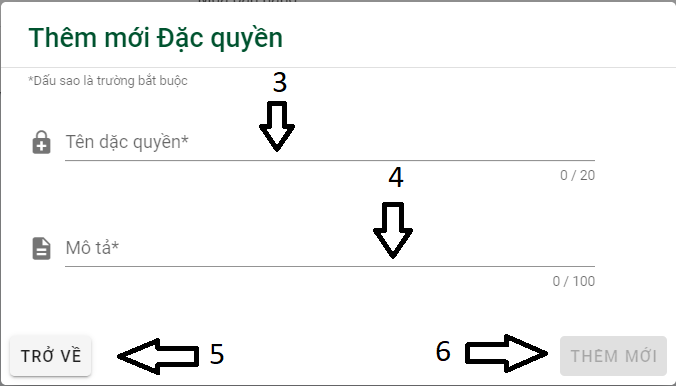 Thêm mới Đặc quyền
*Dấu sao là trường bắt buộc
3
Tên dặc quyền*
0 / 20
4
Mô tả*
0 / 100
TRỞ VỀ
5
6
THÊM MỚI